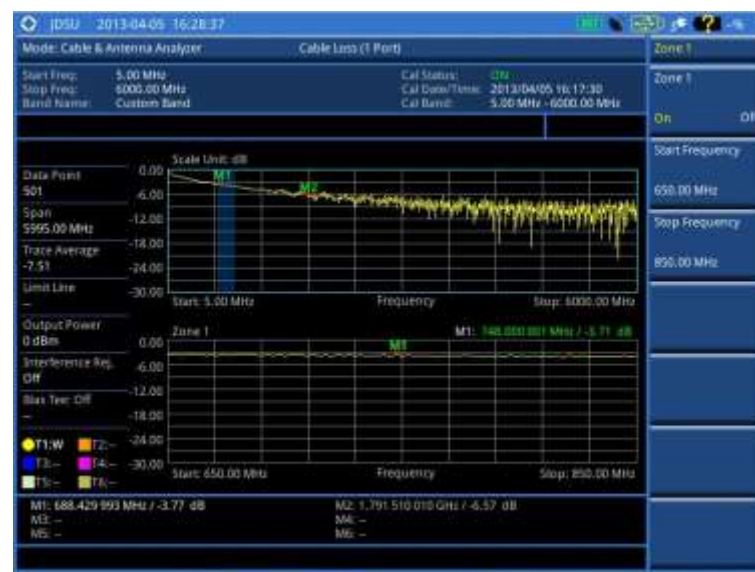 JDSU 2013-04-05 16:28:37
Mode: Cable & Antenna Analyzer Cable Loss (1 Port)
Start Freq: 5.00 MHz
Stop Freq: 6000.00 MHz
Band Name: Custom Band
Cal Status: ON
Cal Date/Time: 2013/04/05 16:17:30
Cal Band: 5.00 MHz -6000.00 MHz
Zone 1
Zone 1
On Of
Start Frequency
650.00 MHz
Stop Frequency
850.00 MHz
Data Point
501
Span
5995.00 MHz
Trace Average
-7.51
Limit Line
--
Output Power
0 dBm
Interference Rej.
Off
Bias Tee: Off
--
T1:W T2:--
T3:-- T4:--
T5:-- T6:--
Scale Unit: dB
0.00
-6.00
-12.00
-18.00
-24.00
-30.00
M1
M2
Start: 5.00 MHz Frequency Stop: 6000.00 MHz
Zone 1 M1: / -3.71 dB
0.00
-6.00
-12.00
-18.00
-24.00
-30.00
M1
Start: 650.00 MHz Frequency Stop: 850.00 MHz
M1: 688.429 993 MHz / -3.77 dB
M2: 1.791 510 010 GHz / -6.57 dB
M3: --
M4: --
M5: --
M6: --